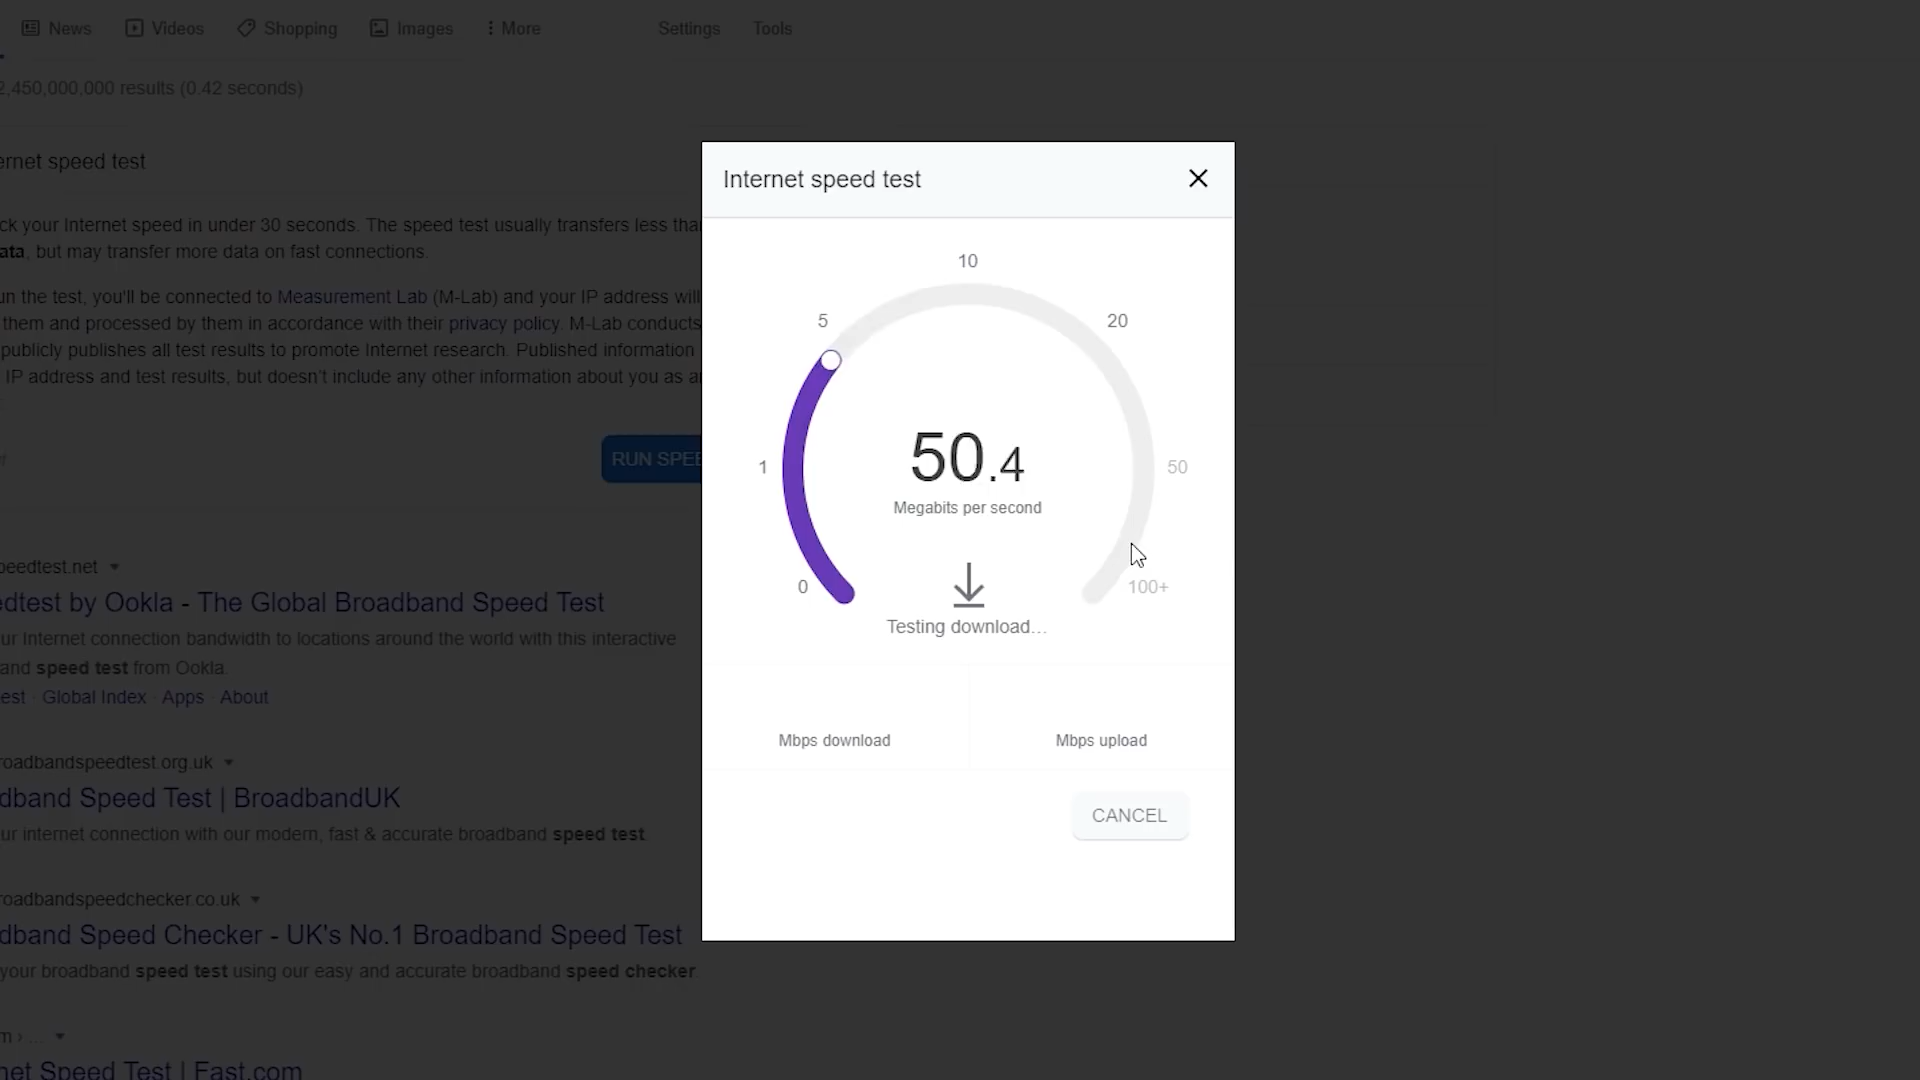 News Videos Shopping Images More Settings Tools
2,450,000,000 results (0.42 seconds)
ernet speed test
ck your Internet speed in under 30 seconds. The speed test usually transfers less than
ata, but may transfer more data on fast connections.
un the test, you'll be connected to Measurement Lab (M-Lab) and your IP address will
them and processed by them in accordance with their privacy policy. M-Lab conducts
publicly publishes all test results to promote Internet research. Published information
IP address and test results, but doesn't include any other information about you as a
RUN SPEE
peedtest.net
edtest by Ookla - The Global Broadband Speed Test
ur Internet connection bandwidth to locations around the world with this interactive
and speed test from Ookla.
est · Global Index · Apps · About
roadbandspeedtest.org.uk
dband Speed Test | BroadbandUK
ur internet connection with our modern, fast & accurate broadband speed test.
roadbandspeedchecker.co.uk
dband Speed Checker - UK's No.1 Broadband Speed Test
your broadband speed test using our easy and accurate broadband speed checker.
m › ...
net Speed Test | Fast.com
Internet speed test
10
5
20
1
50.4
50
Megabits per second
0
100+
Testing download...
Mbps download
Mbps upload
CANCEL